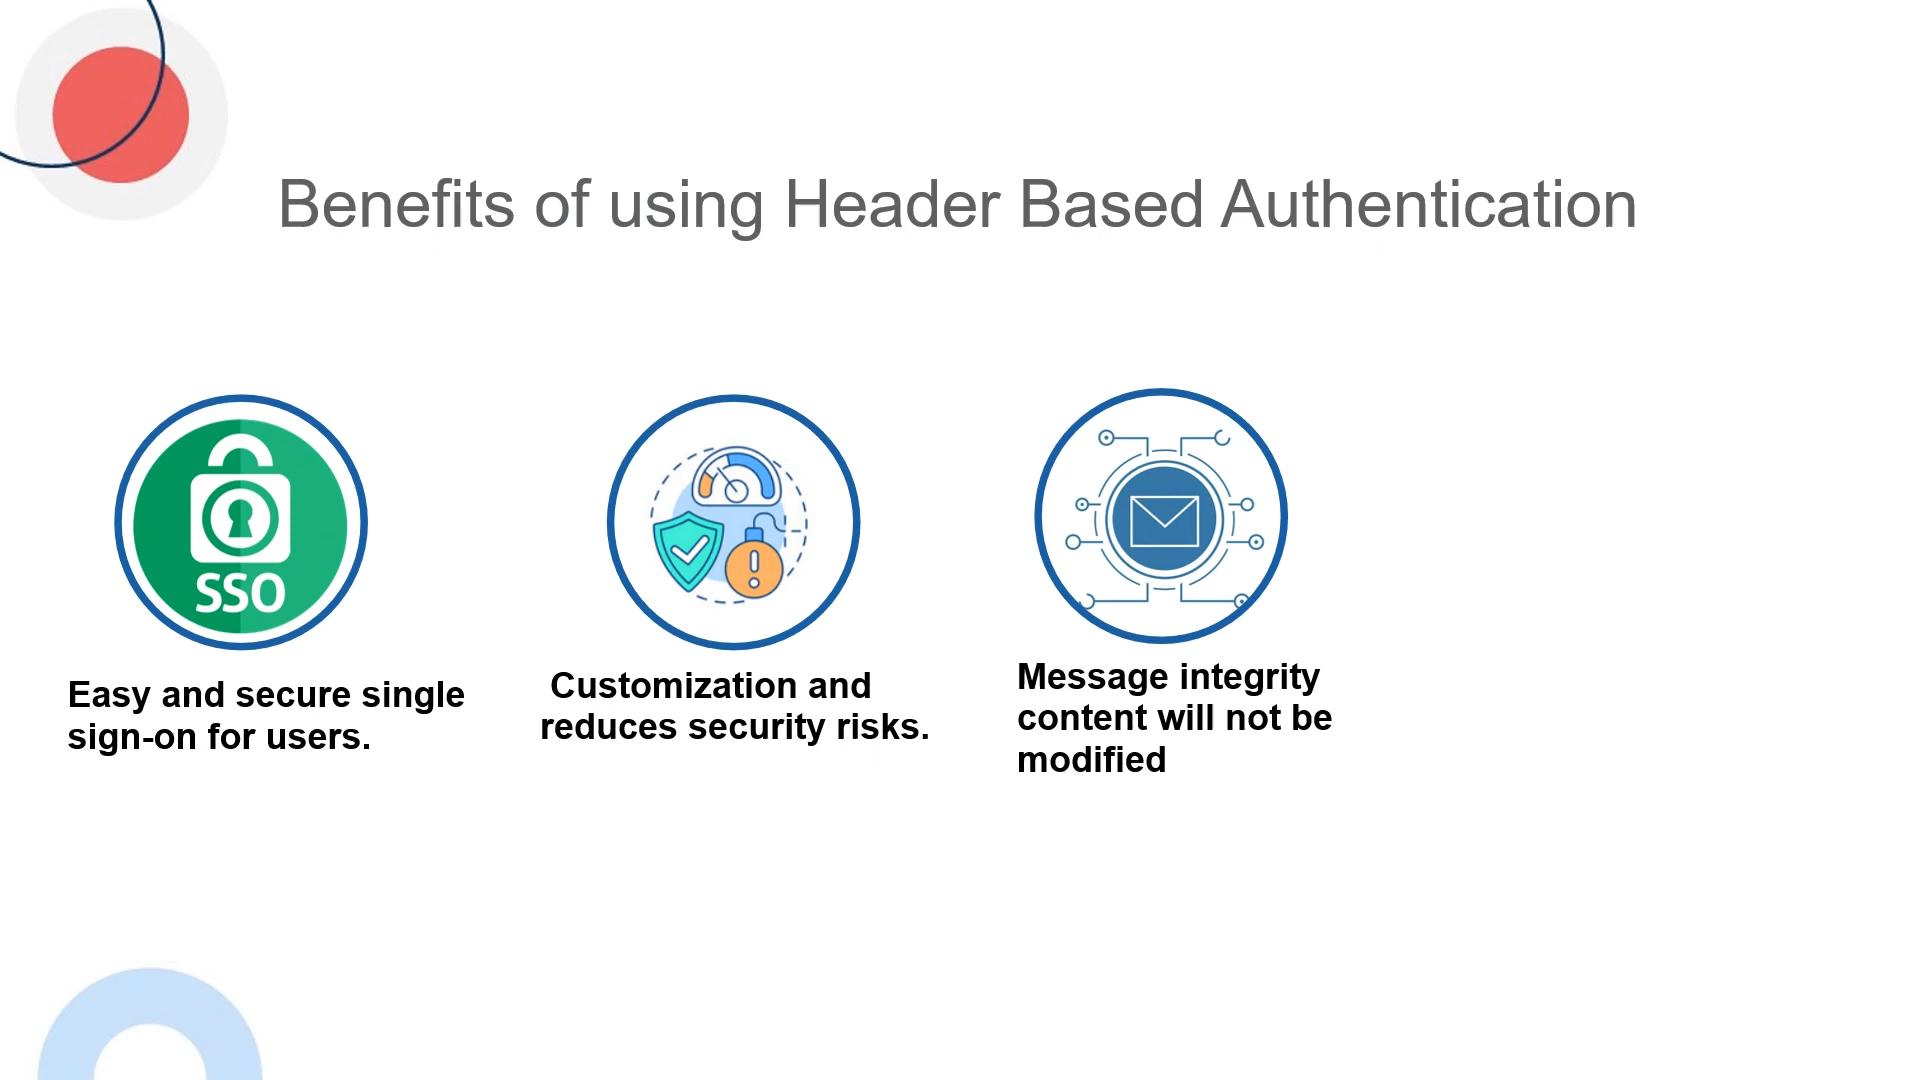 Benefits of using Header Based Authentication
SSO
Easy and secure single
sign-on for users.
Customization and
reduces security risks.
Message integrity
content will not be
modified